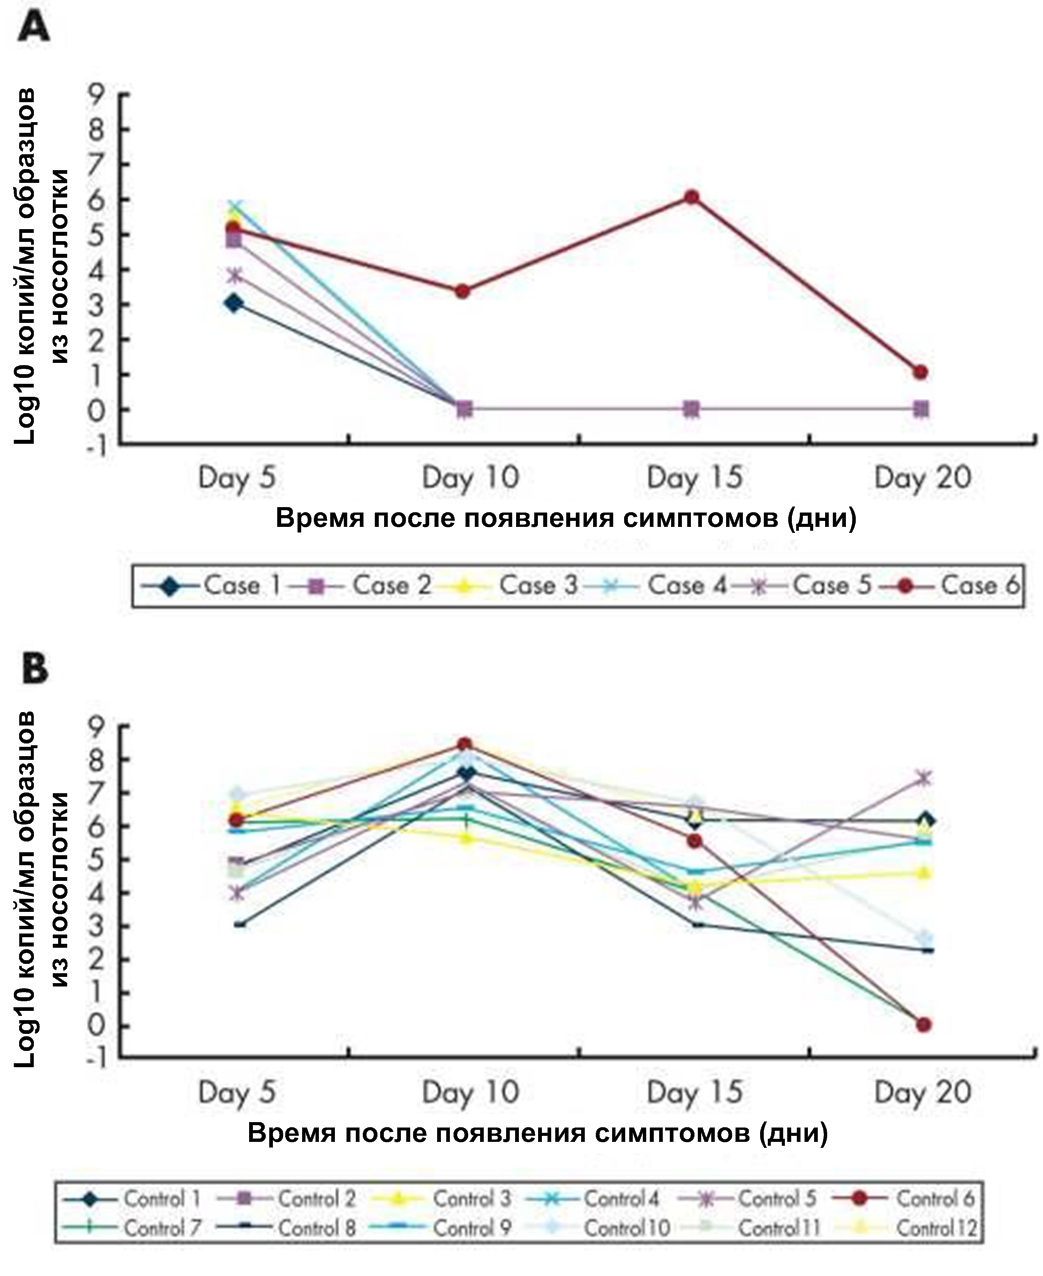 A
Log10 копий/мл образцов
из носоглотки
9
8
7
6
5
4
3
2
1
0
-1
Day 5 Day 10 Day 15 Day 20
Время после появления симптомов (дни)
Case 1 Case 2 Case 3 Case 4 Case 5 Case 6
B
Log10 копий/мл образцов
из носоглотки
9
8
7
6
5
4
3
2
1
0
-1
Day 5 Day 10 Day 15 Day 20
Время после появления симптомов (дни)
Control 1 Control 2 Control 3 Control 4 Control 5 Control 6
Control 7 Control 8 Control 9 Control 10 Control 11 Control 12